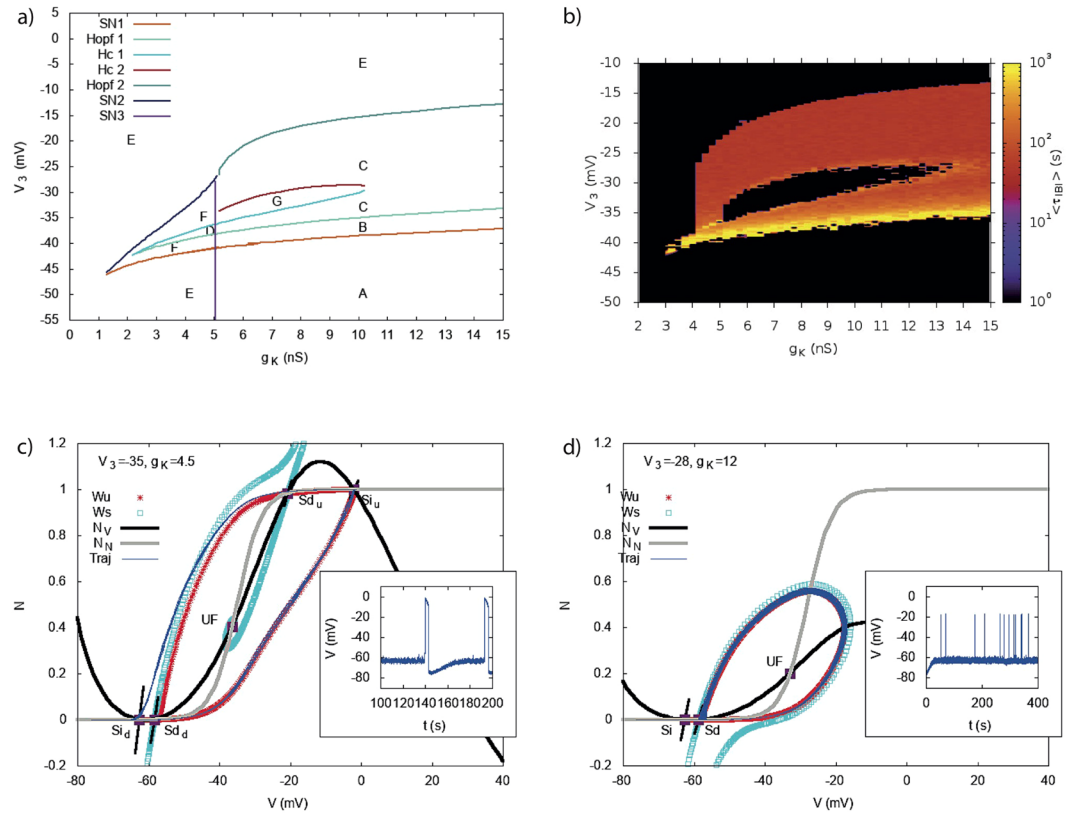 a)
SN1
Hopf 1
Hc 1
Hc 2
Hopf 2
SN2
SN3
5
0
-5
-10
-15
-20
-25
-30
-35
-40
-45
-50
-55
V3 (mV)
E
E
C
G
F
C
D
B
F
E
A
0 1 2 3 4 5 6 7 8 9 10 11 12 13 14 15
gK (nS)
b)
-10
-15
-20
-25
-30
-35
-40
-45
-50
V3 (mV)
2 3 4 5 6 7 8 9 10 11 12 13 14 15
gK (nS)
10³
10²
10¹
10⁰
<τIBI> (s)
c)
V3=-35, gK=4.5
Wu
Ws
NV
NN
Traj
1.2
1
0.8
0.6
0.4
0.2
0
-0.2
N
Sdu
Siu
UF
Sid
Sdd
-80 -60 -40 -20 0 20 40
V (mV)
0
-20
-40
-60
-80
V (mV)
100 120 140 160 180 200
t (s)
d)
V3=-28, gK=12
Wu
Ws
NV
NN
Traj
1.2
1
0.8
0.6
0.4
0.2
0
-0.2
N
UF
Si
Sd
-80 -60 -40 -20 0 20 40
V (mV)
0
-20
-40
-60
-80
V (mV)
0 200 400
t (s)